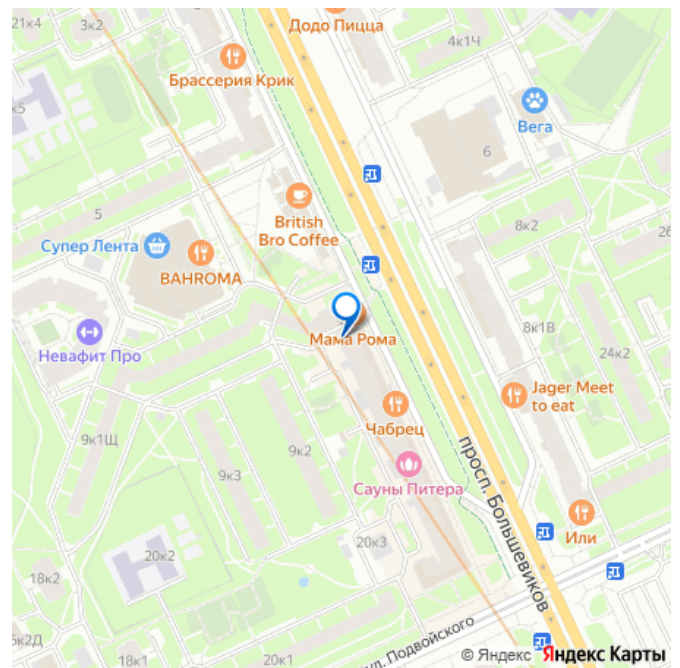 21к4
3к2
Додо Пицца
4к1Ч
Брассерия Крик
к5
Вега
6
5
British
Bro Coffee
8к2
26
Супер Лента
BAHROMA
Мама Рома
8к1В
Невафит Про
24к2
Jager Meet
to eat
Чабрец
9к1Щ
9к2
9к3
просп. Большевиков
Сауны Питера
Или
20к3
20к2
18к2
5к2Д
ул. Подвойского
18к1
20к1
© Яндекс Яндекс Карты